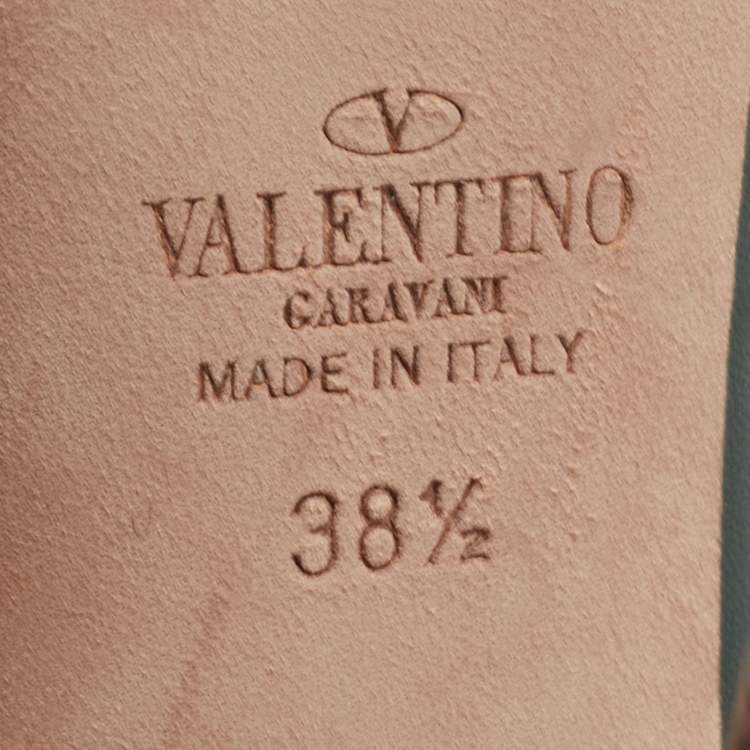 V
VALENTINO
GARAVANI
MADE IN ITALY
38½